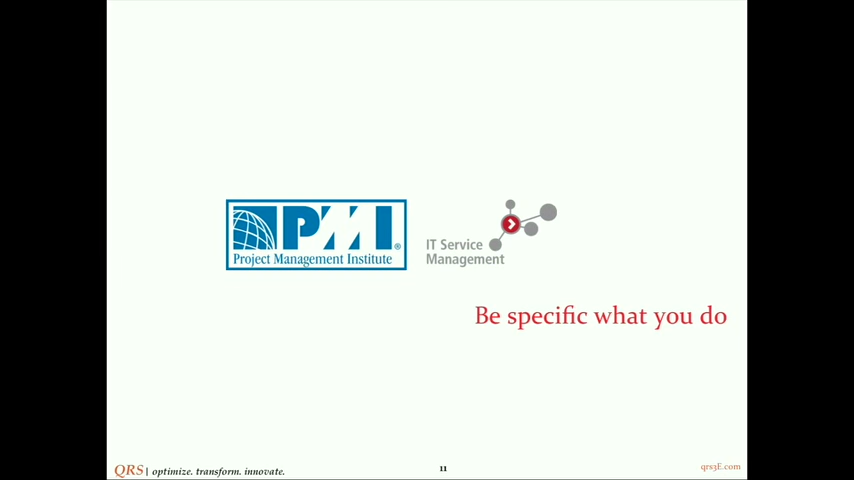 PMI®
Project Management Institute
IT Service
Management
Be specific what you do
QRS | optimize. transform. innovate.
11
qrs3E.com